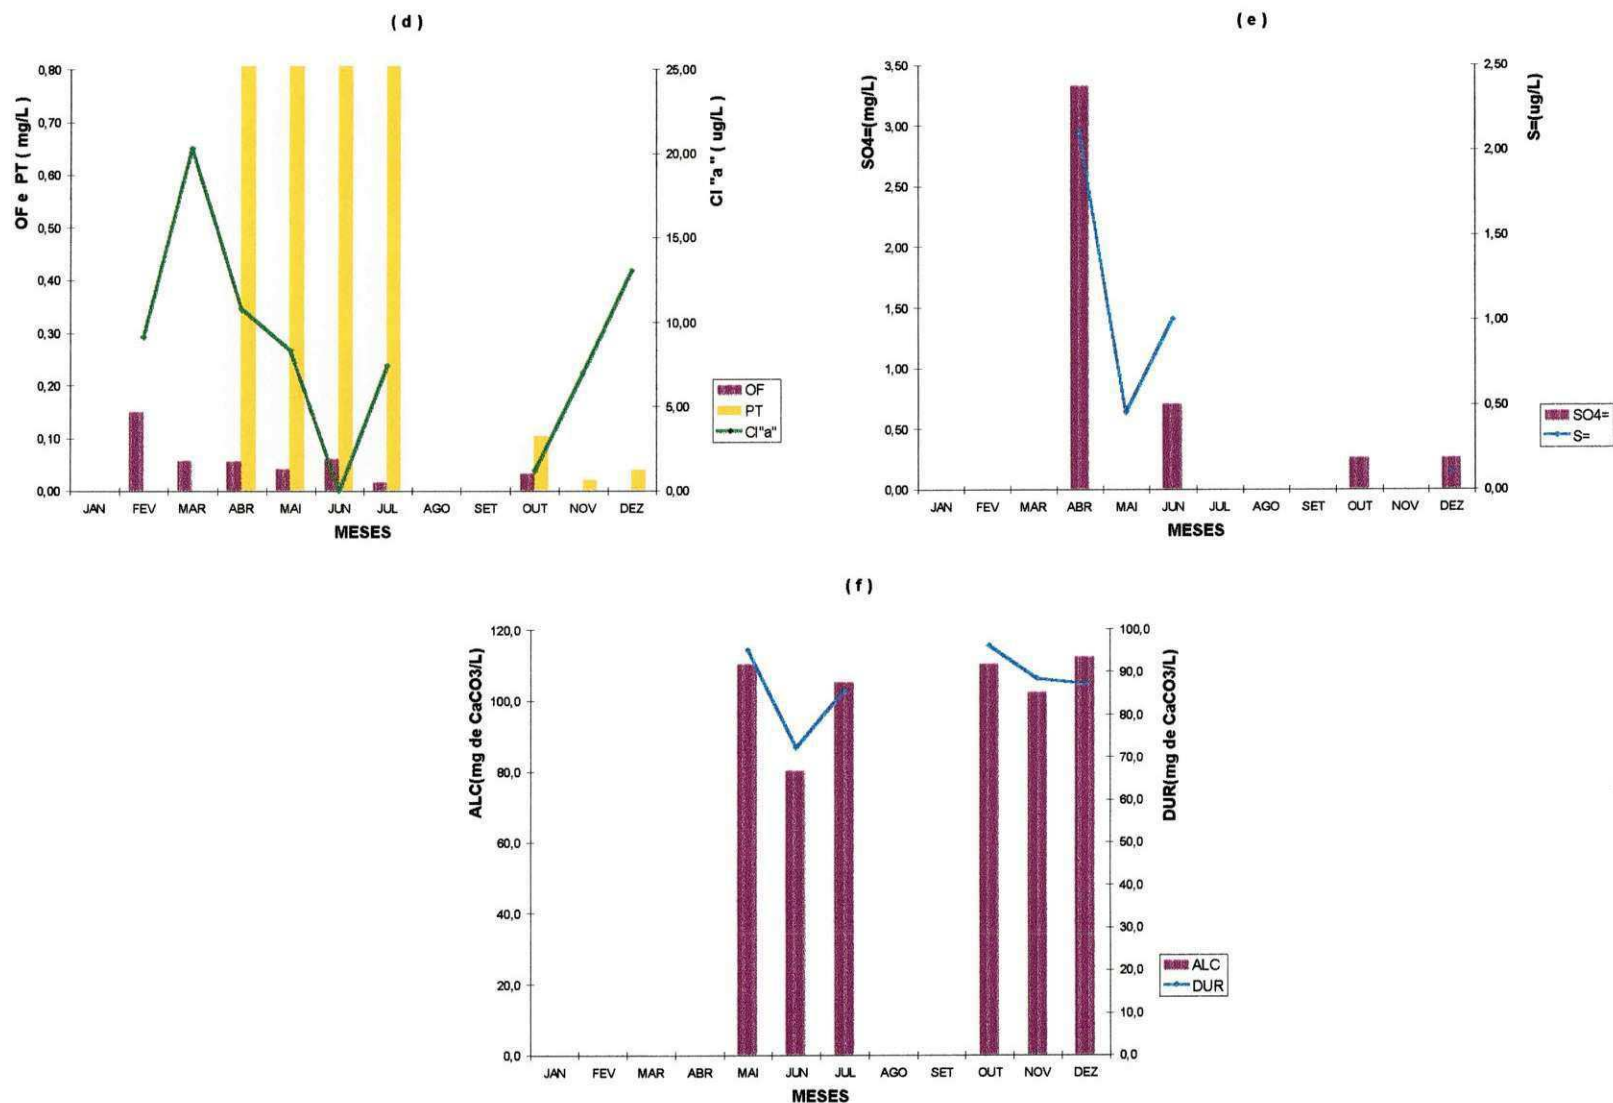 ( d )
OF e PT ( mg/L )
0,80
0,70
0,60
0,50
0,40
0,30
0,20
0,10
0,00
25,00
20,00
15,00
10,00
5,00
0,00
Cl "a" ( ug/L )
JAN FEV MAR ABR MAI JUN JUL AGO SET OUT NOV DEZ
MESES
OF
PT
Cl"a"
( e )
SO4=(mg/L)
3,50
3,00
2,50
2,00
1,50
1,00
0,50
0,00
2,50
2,00
1,50
1,00
0,50
0,00
S=(ug/L)
JAN FEV MAR ABR MAI JUN JUL AGO SET OUT NOV DEZ
MESES
SO4=
S=
( f )
ALC(mg de CaCO3/L)
120,0
100,0
80,0
60,0
40,0
20,0
0,0
100,0
90,0
80,0
70,0
60,0
50,0
40,0
30,0
20,0
10,0
0,0
DUR(mg de CaCO3/L)
JAN FEV MAR ABR MAI JUN JUL AGO SET OUT NOV DEZ
MESES
ALC
DUR